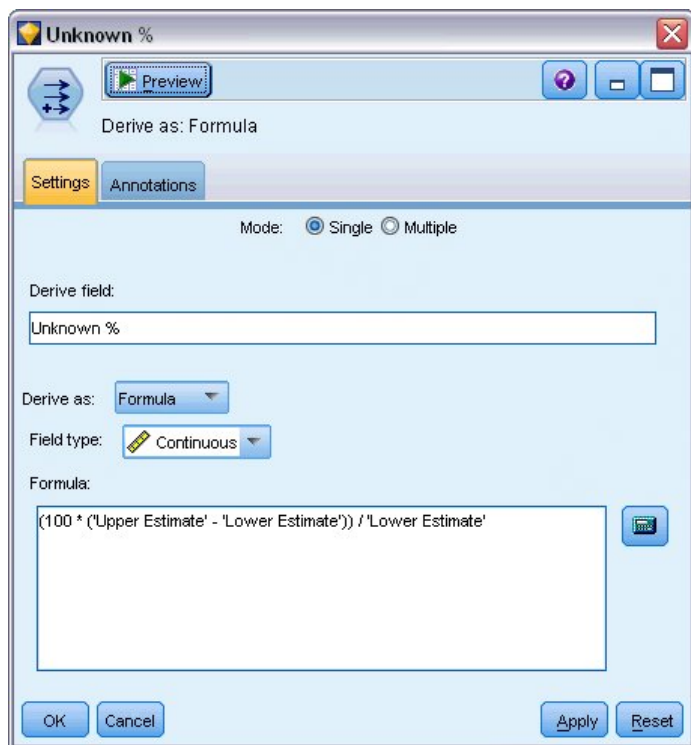 Unknown %
Preview
Derive as: Formula
Settings Annotations
Mode: Single Multiple
Derive field:
Unknown %
Derive as: Formula
Field type: Continuous
Formula:
(100 * ('Upper Estimate' - 'Lower Estimate')) / 'Lower Estimate'
OK Cancel Apply Reset